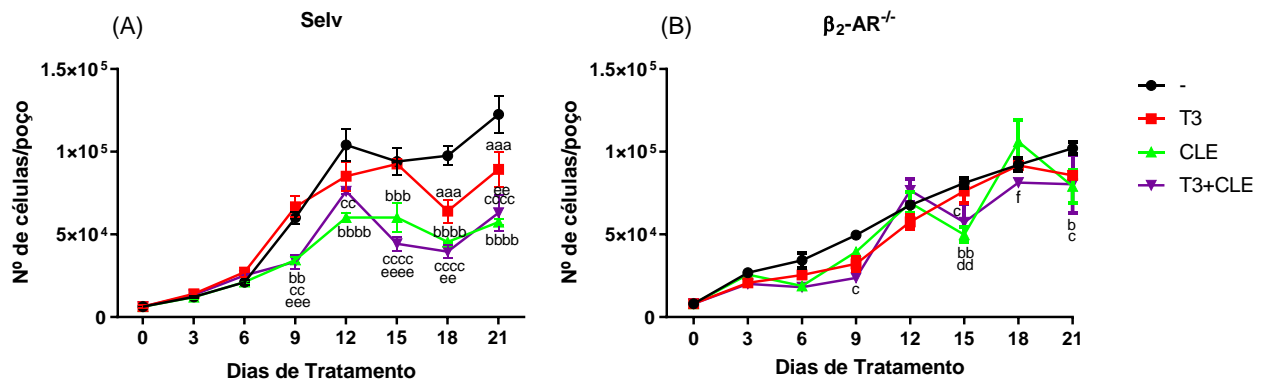 (A)
Selv
Nº de células/poço
1.5×10⁵
1×10⁵
5×10⁴
0
aaa
bbb
aaa
ee
cccc
cc
bbbb
bbbb
bbbb
cccc
eeee
cccc
ee
bb
cc
eee
0 3 6 9 12 15 18 21
Dias de Tratamento
(B)
β₂-AR⁻/⁻
Nº de células/poço
1.5×10⁵
1×10⁵
5×10⁴
0
c
c
bb
dd
f
b
c
0 3 6 9 12 15 18 21
Dias de Tratamento
-
T3
CLE
T3+CLE